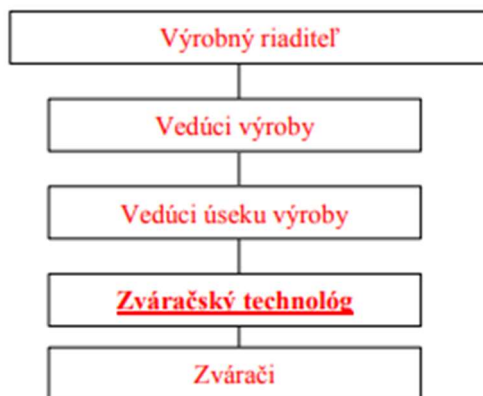 Výrobný riaditeľ
Vedúci výroby
Vedúci úseku výroby
Zváračský technológ
Zvárači